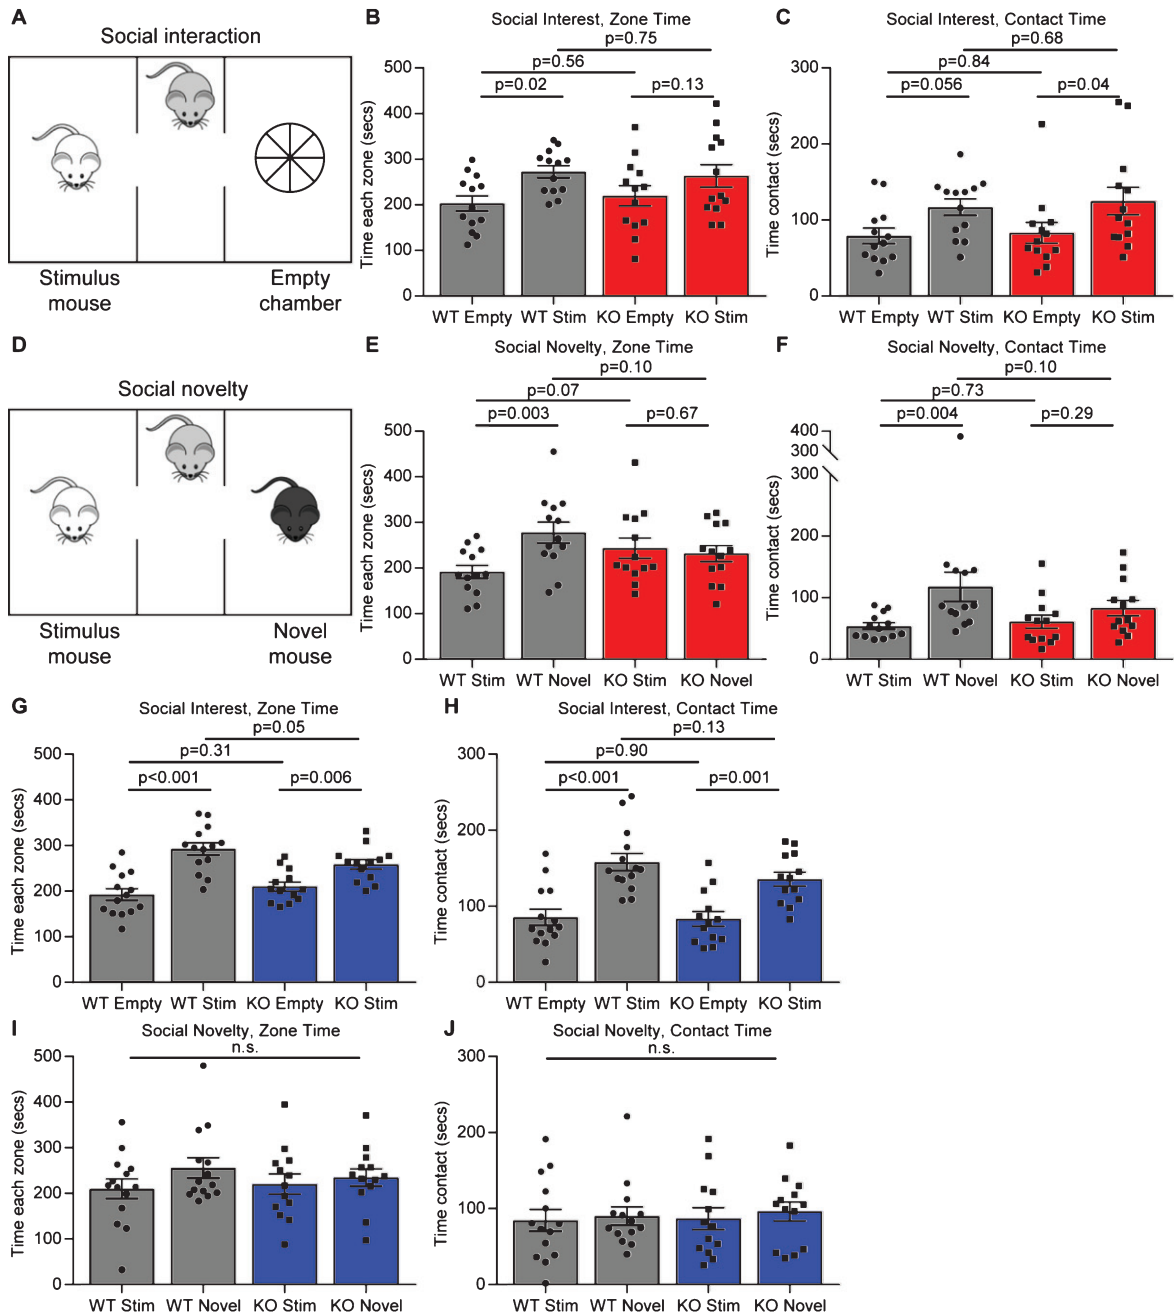 A
Social interaction
Stimulus
mouse
Empty
chamber
B
Social Interest, Zone Time
p=0.75
p=0.56
p=0.02
p=0.13
Time each zone (secs)
500
400
300
200
100
0
WT Empty
WT Stim
KO Empty
KO Stim
C
Social Interest, Contact Time
p=0.68
p=0.84
p=0.056
p=0.04
Time contact (secs)
300
200
100
0
WT Empty
WT Stim
KO Empty
KO Stim
D
Social novelty
Stimulus
mouse
Novel
mouse
E
Social Novelty, Zone Time
p=0.10
p=0.07
p=0.003
p=0.67
Time each zone (secs)
500
400
300
200
100
0
WT Stim
WT Novel
KO Stim
KO Novel
F
Social Novelty, Contact Time
p=0.10
p=0.73
p=0.004
p=0.29
Time contact (secs)
400
300
300
200
100
0
WT Stim
WT Novel
KO Stim
KO Novel
G
Social Interest, Zone Time
p=0.05
p=0.31
p<0.001
p=0.006
Time each zone (secs)
500
400
300
200
100
0
WT Empty
WT Stim
KO Empty
KO Stim
H
Social Interest, Contact Time
p=0.13
p=0.90
p<0.001
p=0.001
Time contact (secs)
300
200
100
0
WT Empty
WT Stim
KO Empty
KO Stim
I
Social Novelty, Zone Time
n.s.
Time each zone (secs)
500
400
300
200
100
0
WT Stim
WT Novel
KO Stim
KO Novel
J
Social Novelty, Contact Time
n.s.
Time contact (secs)
300
200
100
0
WT Stim
WT Novel
KO Stim
KO Novel